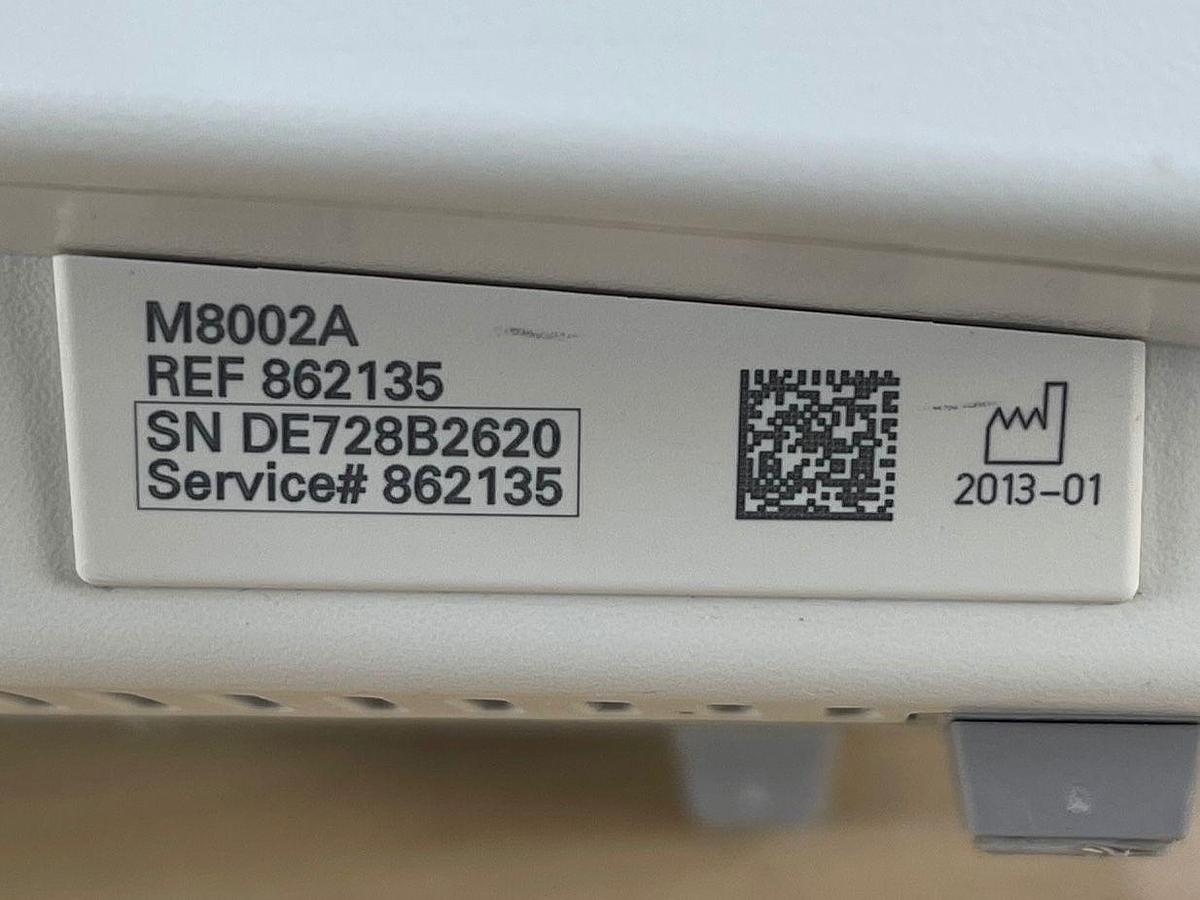 M8002A
REF 862135
SN DE728B2620
Service# 862135
2013-01